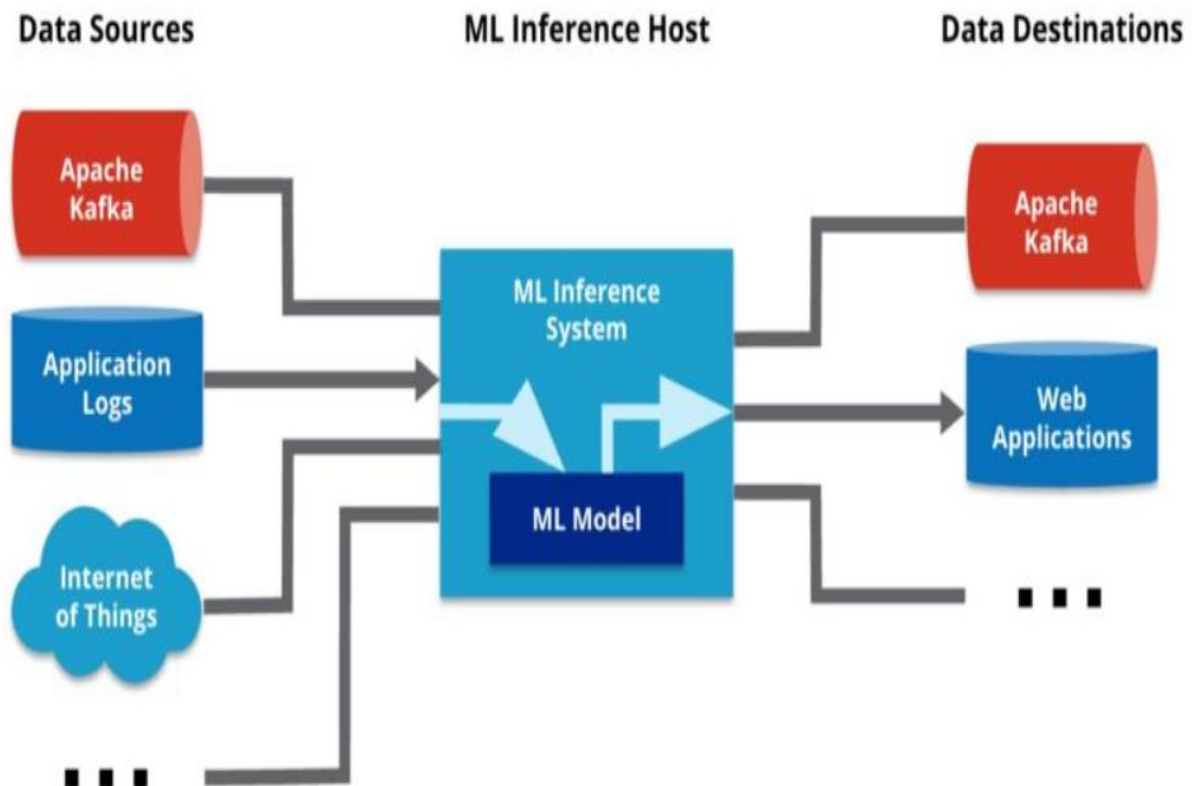 Data Sources
ML Inference Host
Data Destinations
Apache
Kafka
Application
Logs
Internet
of Things
...
ML Inference
System
ML Model
Apache
Kafka
Web
Applications
...